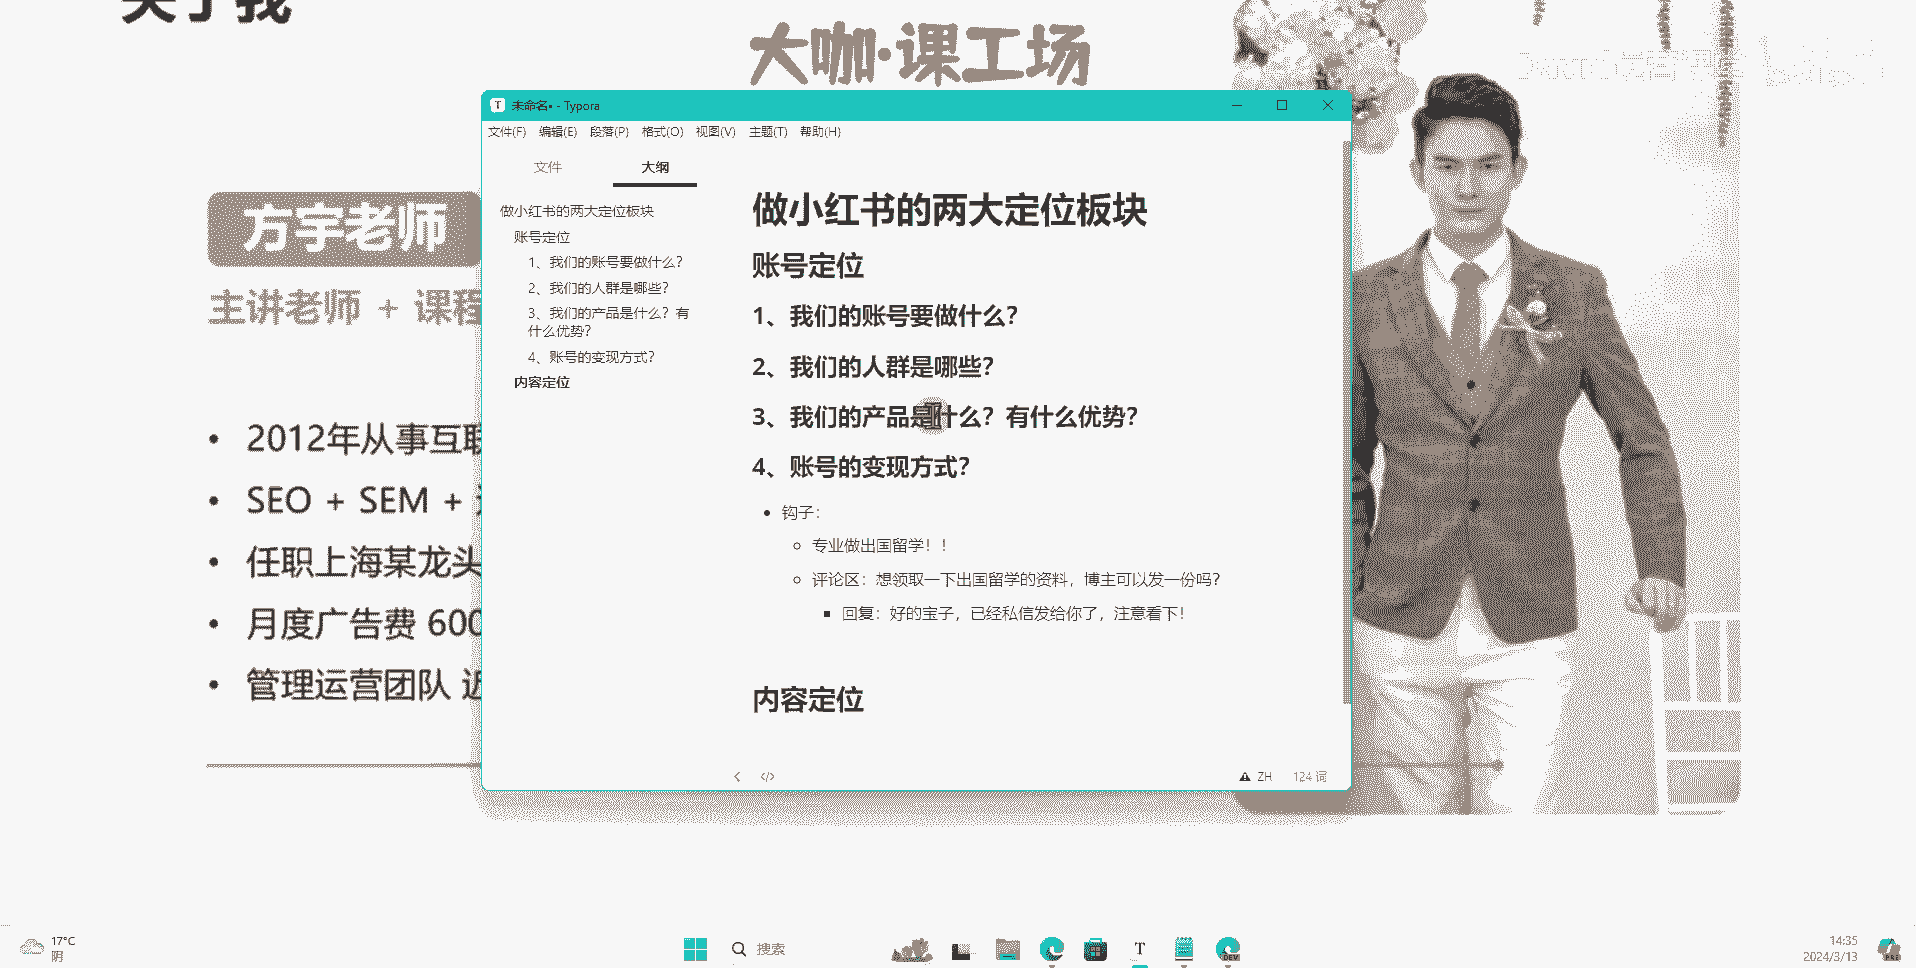 关于我
大咖·课工场
方宇老师
主讲老师 + 课程
2012年从事互联
SEO + SEM +
任职上海某龙头
月度广告费 600
管理运营团队 近
未命名• - Typora
文件(F) 编辑(E) 段落(P) 格式(O) 视图(V) 主题(T) 帮助(H)
文件 大纲
做小红书的两大定位板块
账号定位
1、我们的账号要做什么？
2、我们的人群是哪些？
3、我们的产品是什么？有
什么优势？
4、账号的变现方式？
内容定位
做小红书的两大定位板块
账号定位
1、我们的账号要做什么？
2、我们的人群是哪些？
3、我们的产品是什么？有什么优势？
4、账号的变现方式？
钩子：
专业做出国留学！！
评论区：想领取一下出国留学的资料，博主可以发一份吗？
回复：好的宝子，已经私信发给你了，注意看下！
内容定位
ZH 124 词
17°C
阴
搜索
14:35
2024/3/13